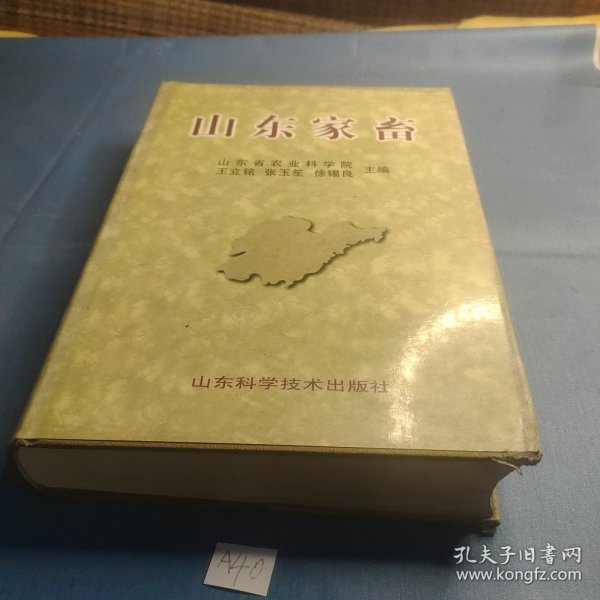 山东家畜
山东省农业科学院
王立铭 张玉笙 徐锡良 主编
山东科学技术出版社
A40
孔夫子旧书网
www.kongfz.com